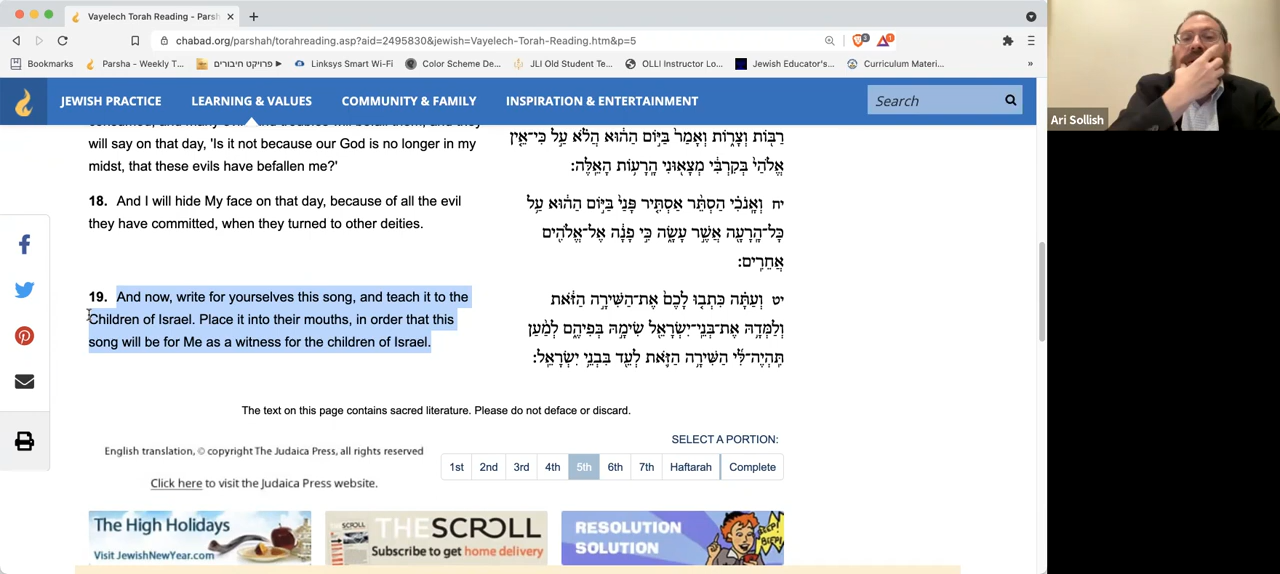 Vayelech Torah Reading - Parsh
chabad.org/parshah/torahreading.asp?aid=2495830&jewish=Vayelech-Torah-Reading.htm&p=5
Bookmarks
Parsha - Weekly T...
פרוייקט חיבורים
Linksys Smart Wi-Fi
Color Scheme De...
JLI Old Student Te...
OLLI Instructor Lo...
Jewish Educator's...
Curriculum Materi...
»
JEWISH PRACTICE
LEARNING & VALUES
COMMUNITY & FAMILY
INSPIRATION & ENTERTAINMENT
Search
Ari Sollish
will say on that day, 'Is it not because our God is no longer in my
midst, that these evils have befallen me?'
18. And I will hide My face on that day, because of all the evil
they have committed, when they turned to other deities.
19. And now, write for yourselves this song, and teach it to the
Children of Israel. Place it into their mouths, in order that this
song will be for Me as a witness for the children of Israel.
רַבּ֖וֹת וְצָר֑וֹת וְאָמַר֙ בַּיּ֣וֹם הַה֔וּא הֲלֹ֗א עַ֣ל כִּי־אֵ֤ין
אֱלֹהַי֙ בְּקִרְבִּ֔י מְצָא֖וּנִי הָֽרָע֥וֹת הָאֵֽלֶּה:
יח וְאָֽנֹכִ֗י הַסְתֵּ֨ר אַסְתִּ֤יר פָּנַי֙ בַּיּ֣וֹם הַה֔וּא עַ֥ל
כָּל־הָֽרָעָ֖ה אֲשֶׁ֣ר עָשָׂ֑ה כִּ֣י פָנָ֔ה אֶל־אֱלֹהִ֖ים
אֲחֵרִֽים:
יט וְעַתָּ֗ה כִּתְב֤וּ לָכֶם֙ אֶת־הַשִּׁירָ֣ה הַזֹּ֔את
וְלַמְּדָ֥הּ אֶת־בְּנֵֽי־יִשְׂרָאֵ֖ל שִׂימָ֣הּ בְּפִיהֶ֑ם לְמַ֨עַן
תִּֽהְיֶה־לִּ֜י הַשִּׁירָ֥ה הַזֹּ֛את לְעֵ֖ד בִּבְנֵ֥י יִשְׂרָאֵֽל:
The text on this page contains sacred literature. Please do not deface or discard.
English translation, © copyright The Judaica Press, all rights reserved
Click here to visit the Judaica Press website.
SELECT A PORTION:
1st 2nd 3rd 4th 5th 6th 7th Haftarah Complete
The High Holidays
Visit JewishNewYear.com
SCROLL
THE SCROLL
Subscribe to get home delivery
RESOLUTION
SOLUTION
BEEP!